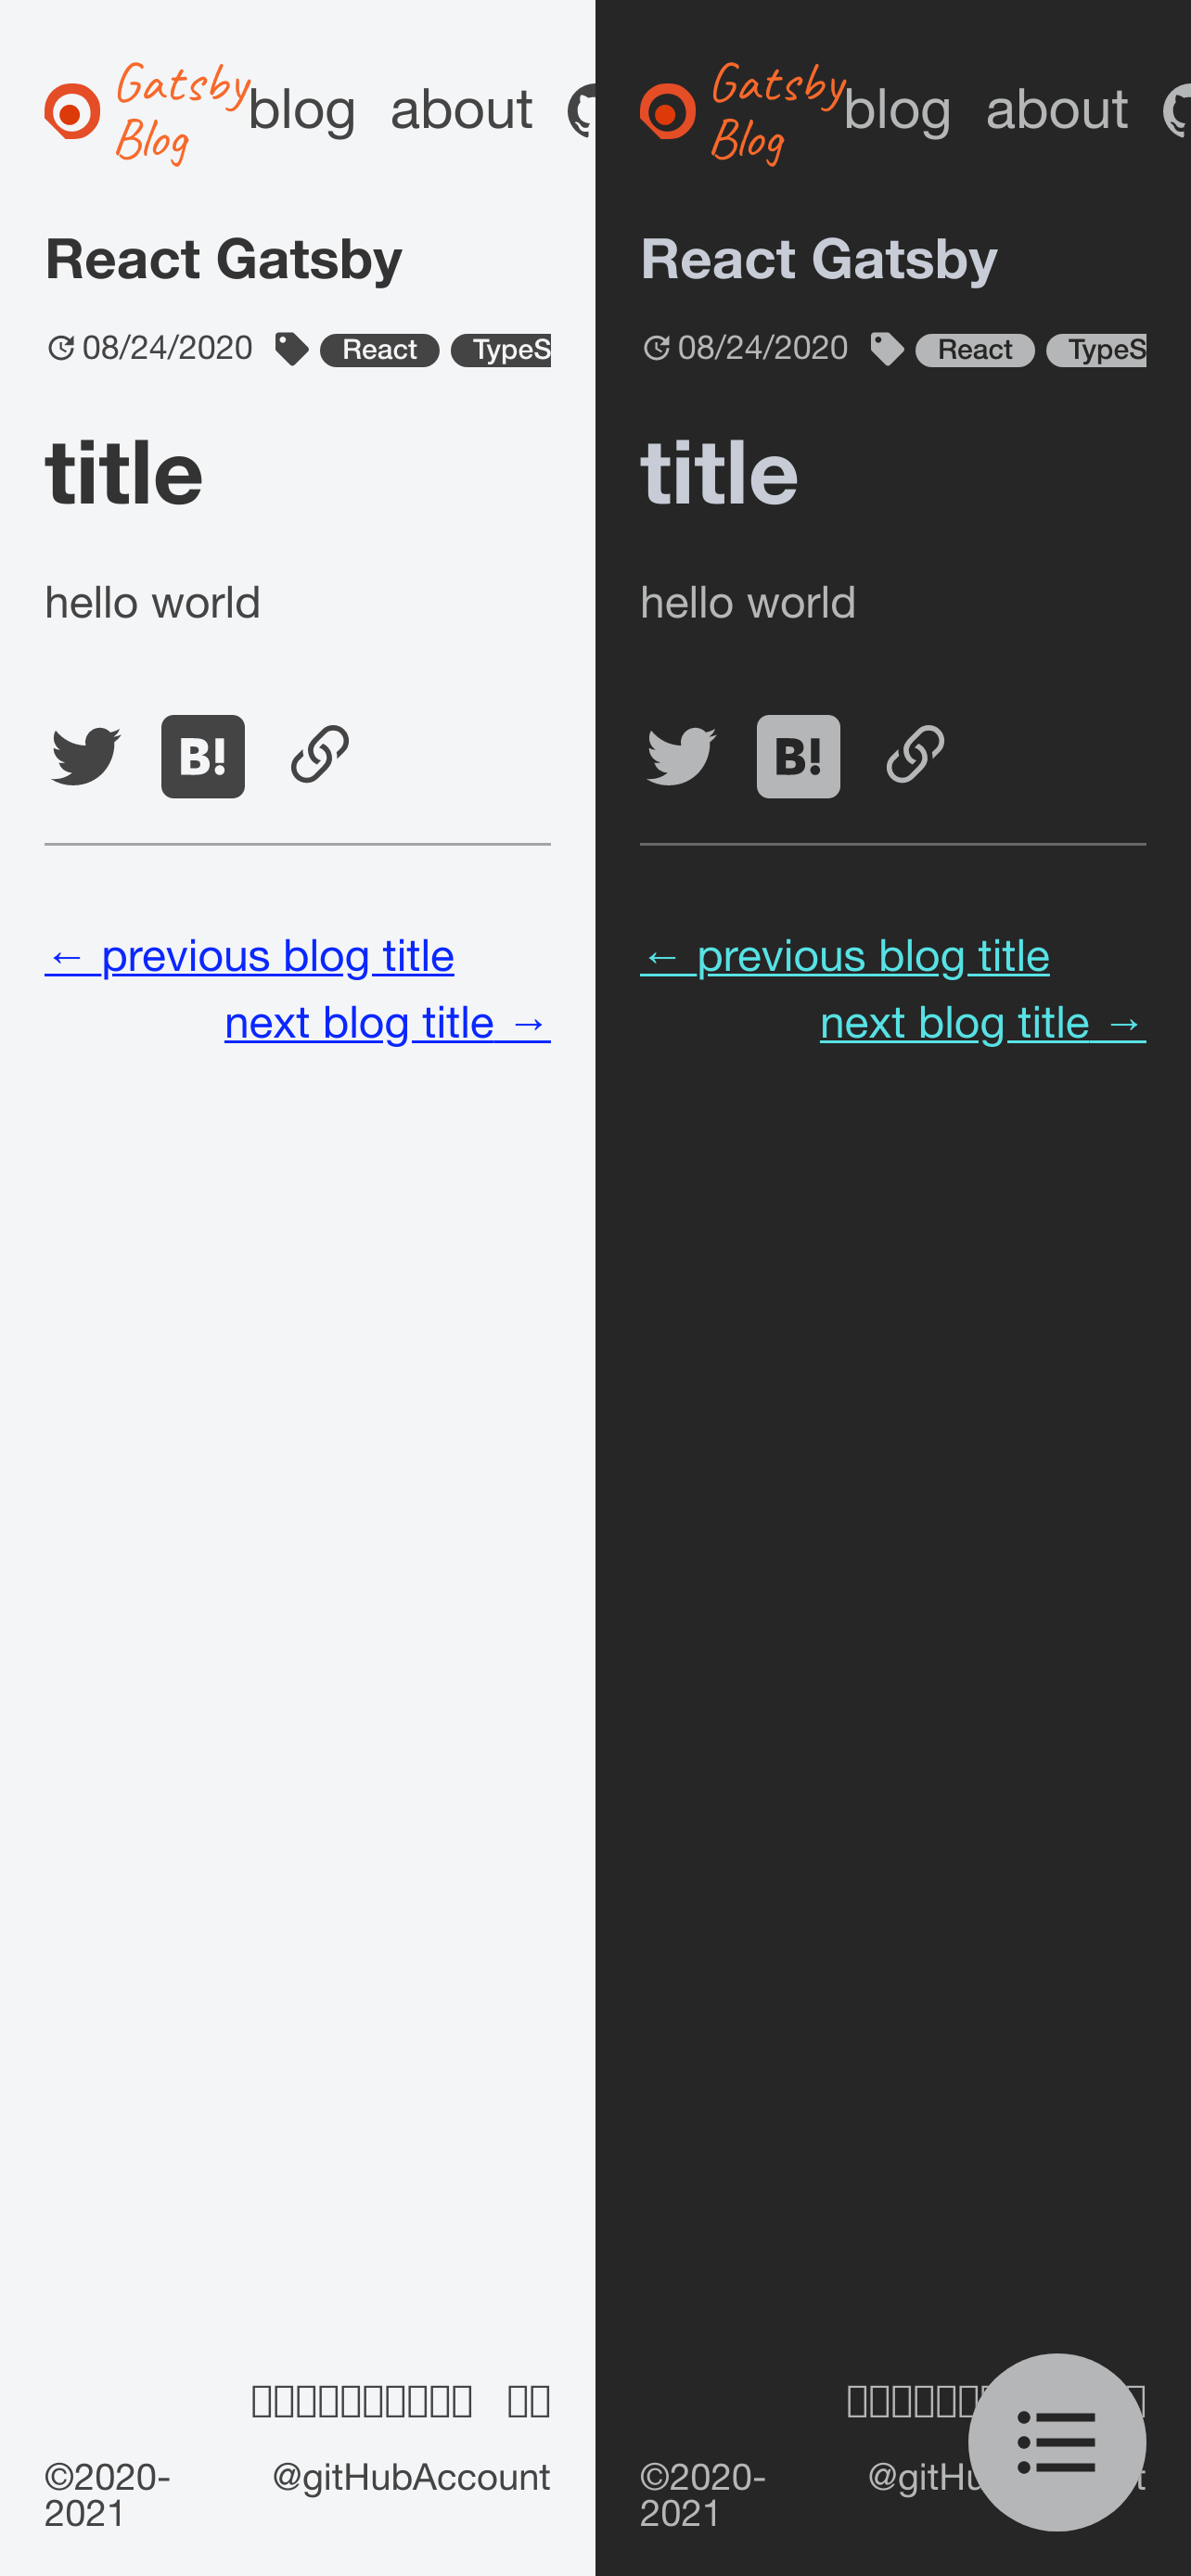 Gatsby
Blog
blog about
React Gatsby
08/24/2020 React TypeS
title
hello world
B!
← previous blog title
next blog title →
©2020-
2021
@gitHubAccount
Gatsby
Blog
blog about
React Gatsby
08/24/2020 React TypeS
title
hello world
B!
← previous blog title
next blog title →
©2020-
2021
@gitHu t